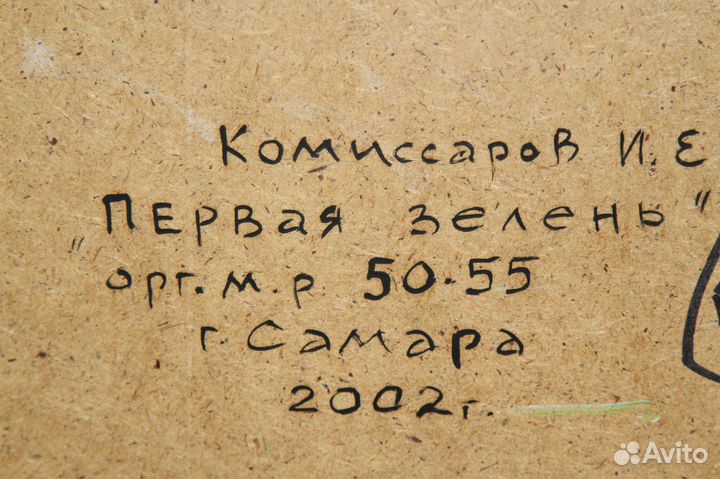 Комиссаров И.Е
„Первая зелень"
орг.м.р 50·55
г.Самара
2002г.
Avito